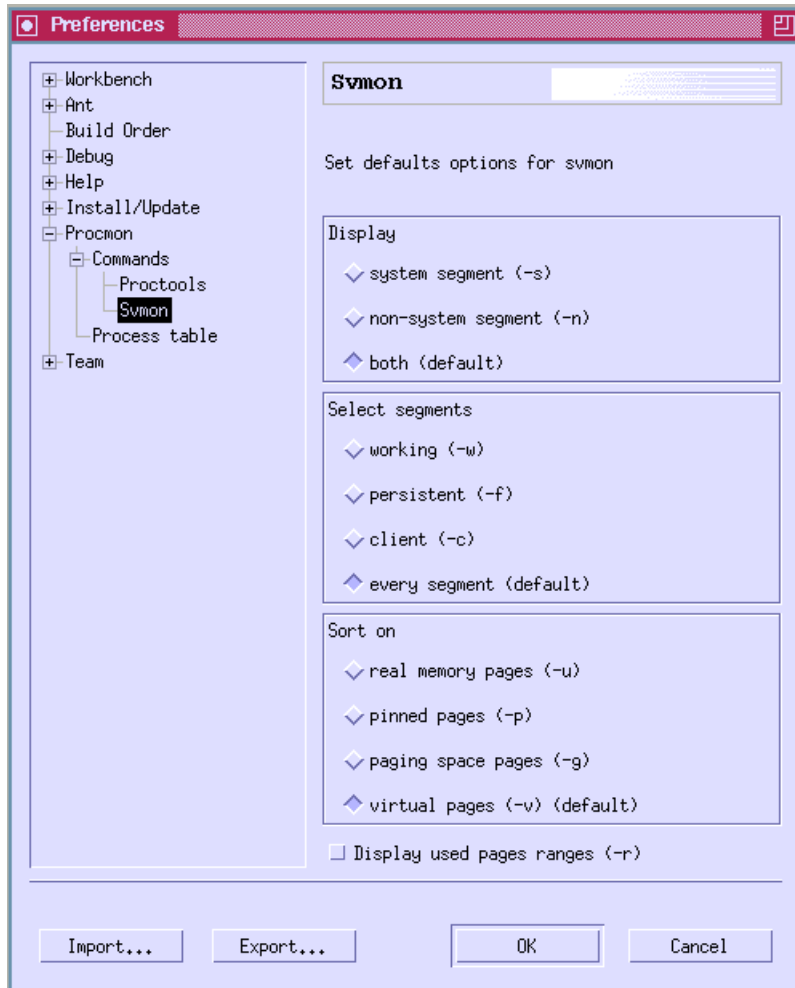 Preferences
Workbench
Ant
Build Order
Debug
Help
Install/Update
Procmon
Commands
Proctools
Svmon
Process table
Team
Svmon
Set defaults options for svmon
Display
system segment (-s)
non-system segment (-n)
both (default)
Select segments
working (-w)
persistent (-f)
client (-c)
every segment (default)
Sort on
real memory pages (-u)
pinned pages (-p)
paging space pages (-g)
virtual pages (-v) (default)
Display used pages ranges (-r)
Import...
Export...
OK
Cancel